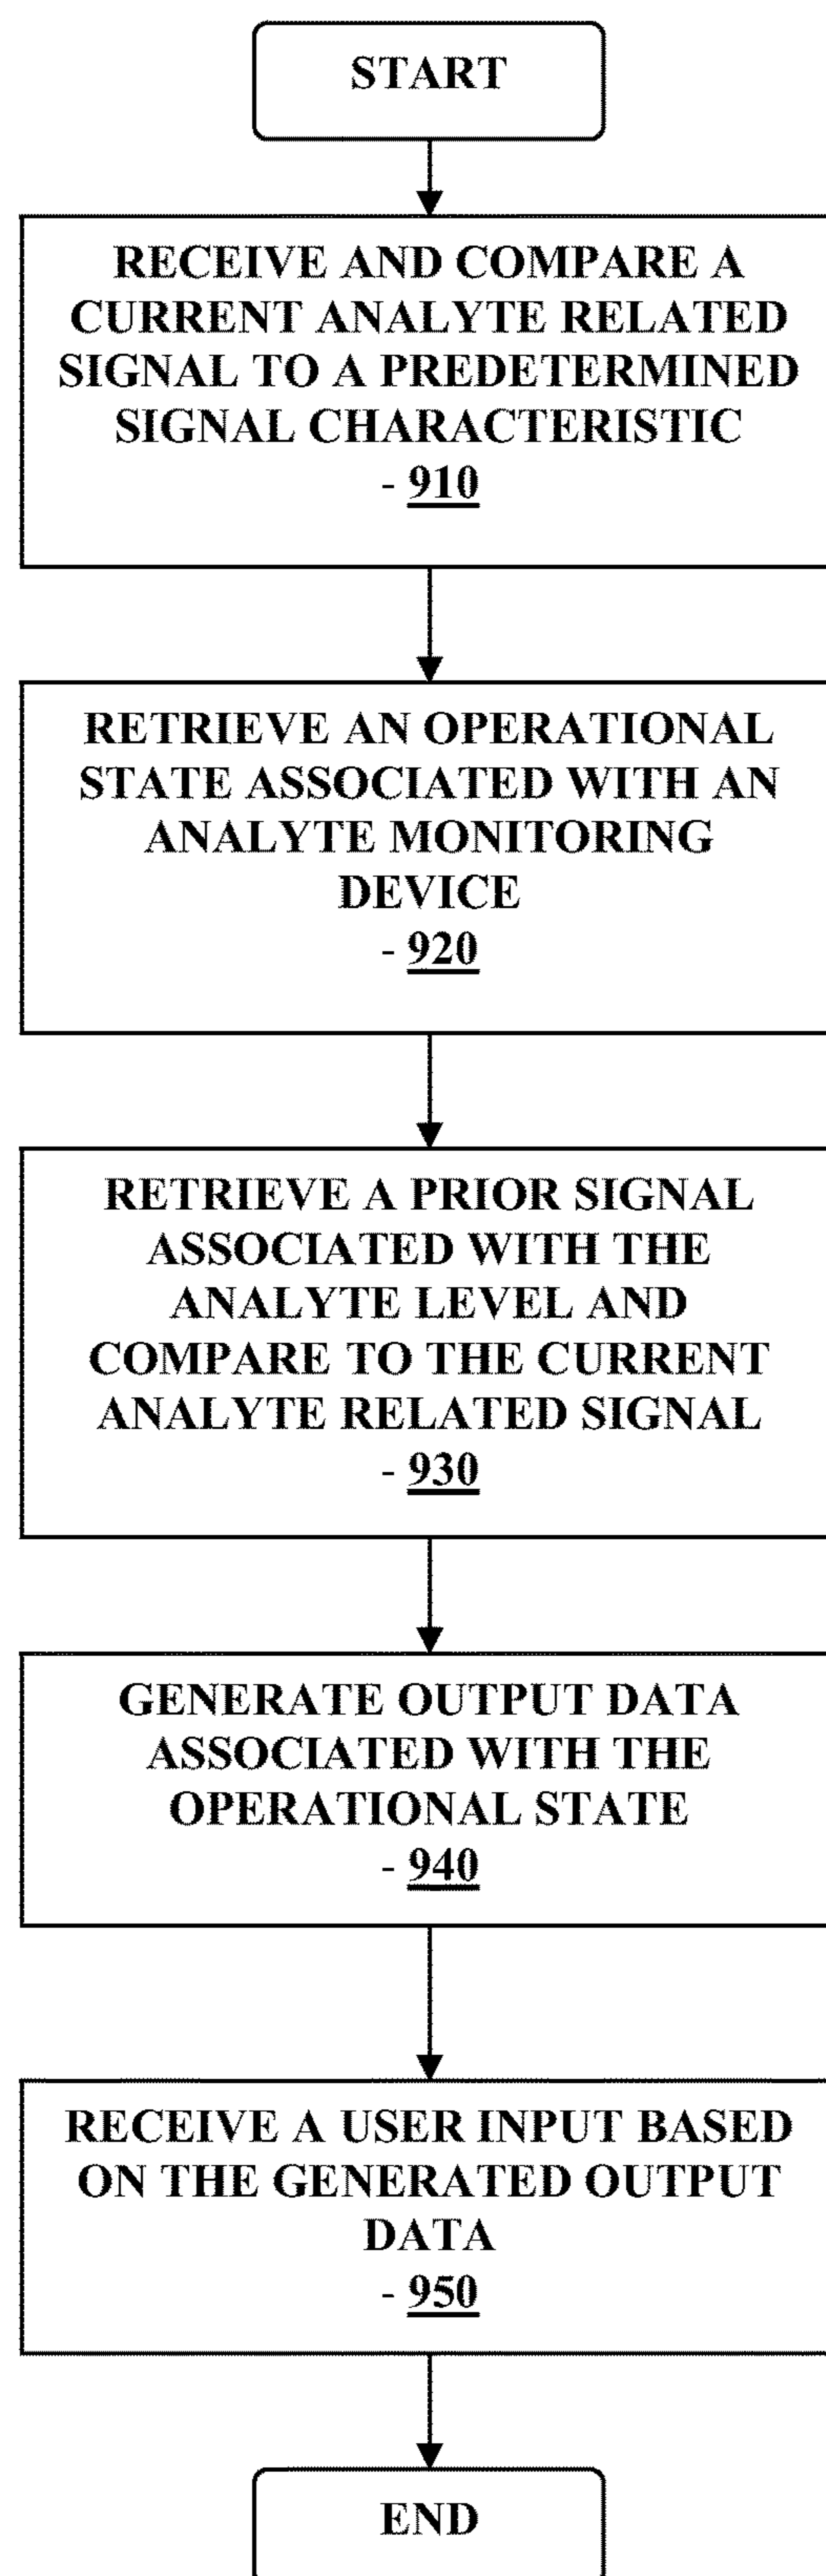 START
RECEIVE AND COMPARE A
CURRENT ANALYTE RELATED
SIGNAL TO A PREDETERMINED
SIGNAL CHARACTERISTIC
- 910
RETRIEVE AN OPERATIONAL
STATE ASSOCIATED WITH AN
ANALYTE MONITORING
DEVICE
- 920
RETRIEVE A PRIOR SIGNAL
ASSOCIATED WITH THE
ANALYTE LEVEL AND
COMPARE TO THE CURRENT
ANALYTE RELATED SIGNAL
- 930
GENERATE OUTPUT DATA
ASSOCIATED WITH THE
OPERATIONAL STATE
- 940
RECEIVE A USER INPUT BASED
ON THE GENERATED OUTPUT
DATA
- 950
END